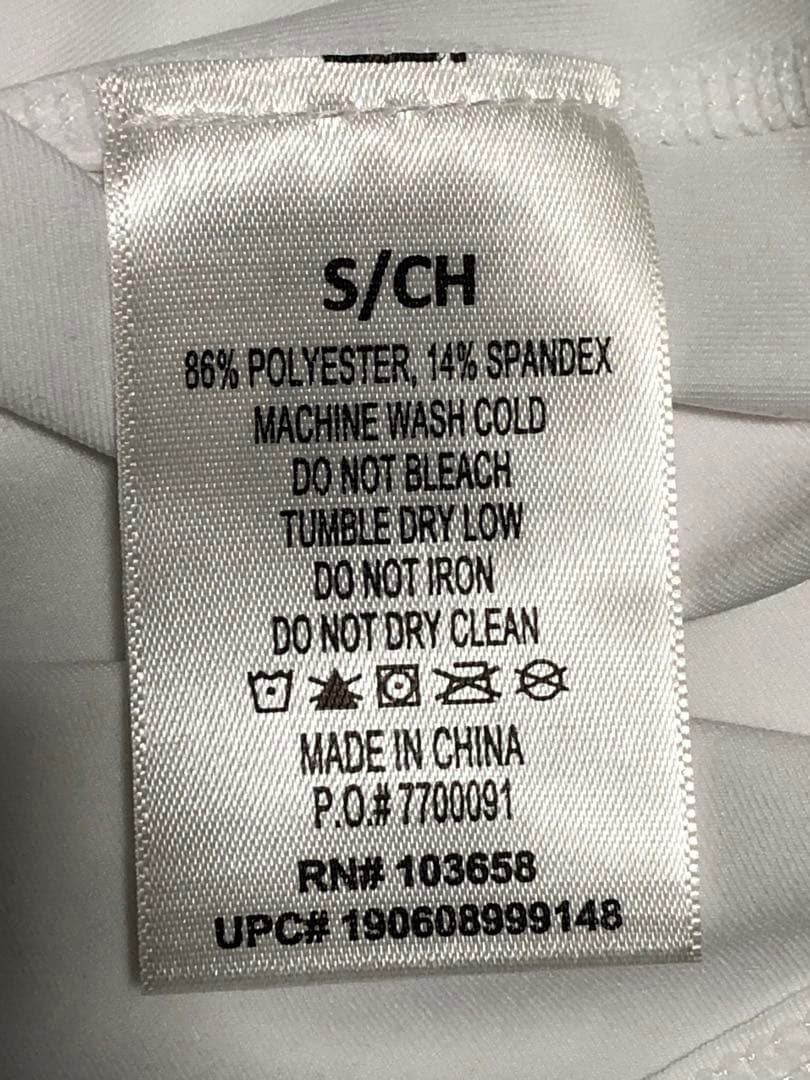 S/CH
86% POLYESTER, 14% SPANDEX
MACHINE WASH COLD
DO NOT BLEACH
TUMBLE DRY LOW
DO NOT IRON
DO NOT DRY CLEAN
MADE IN CHINA
P.O.# 7700091
RN# 103658
UPC# 190608999148